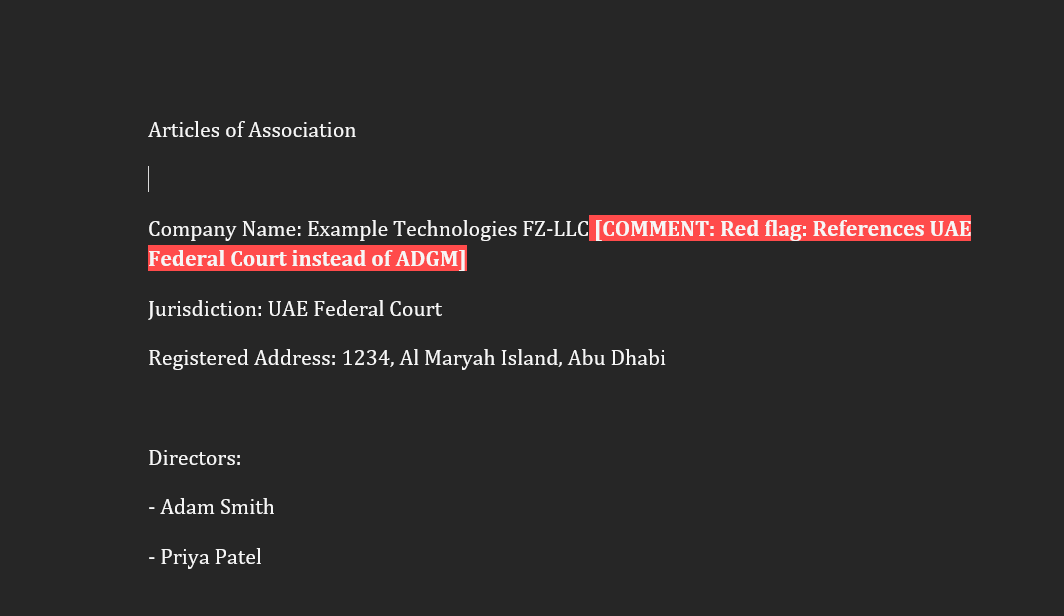 Articles of Association
Company Name: Example Technologies FZ-LLC [COMMENT: Red flag: References UAE
Federal Court instead of ADGM]
Jurisdiction: UAE Federal Court
Registered Address: 1234, Al Maryah Island, Abu Dhabi
Directors:
- Adam Smith
- Priya Patel